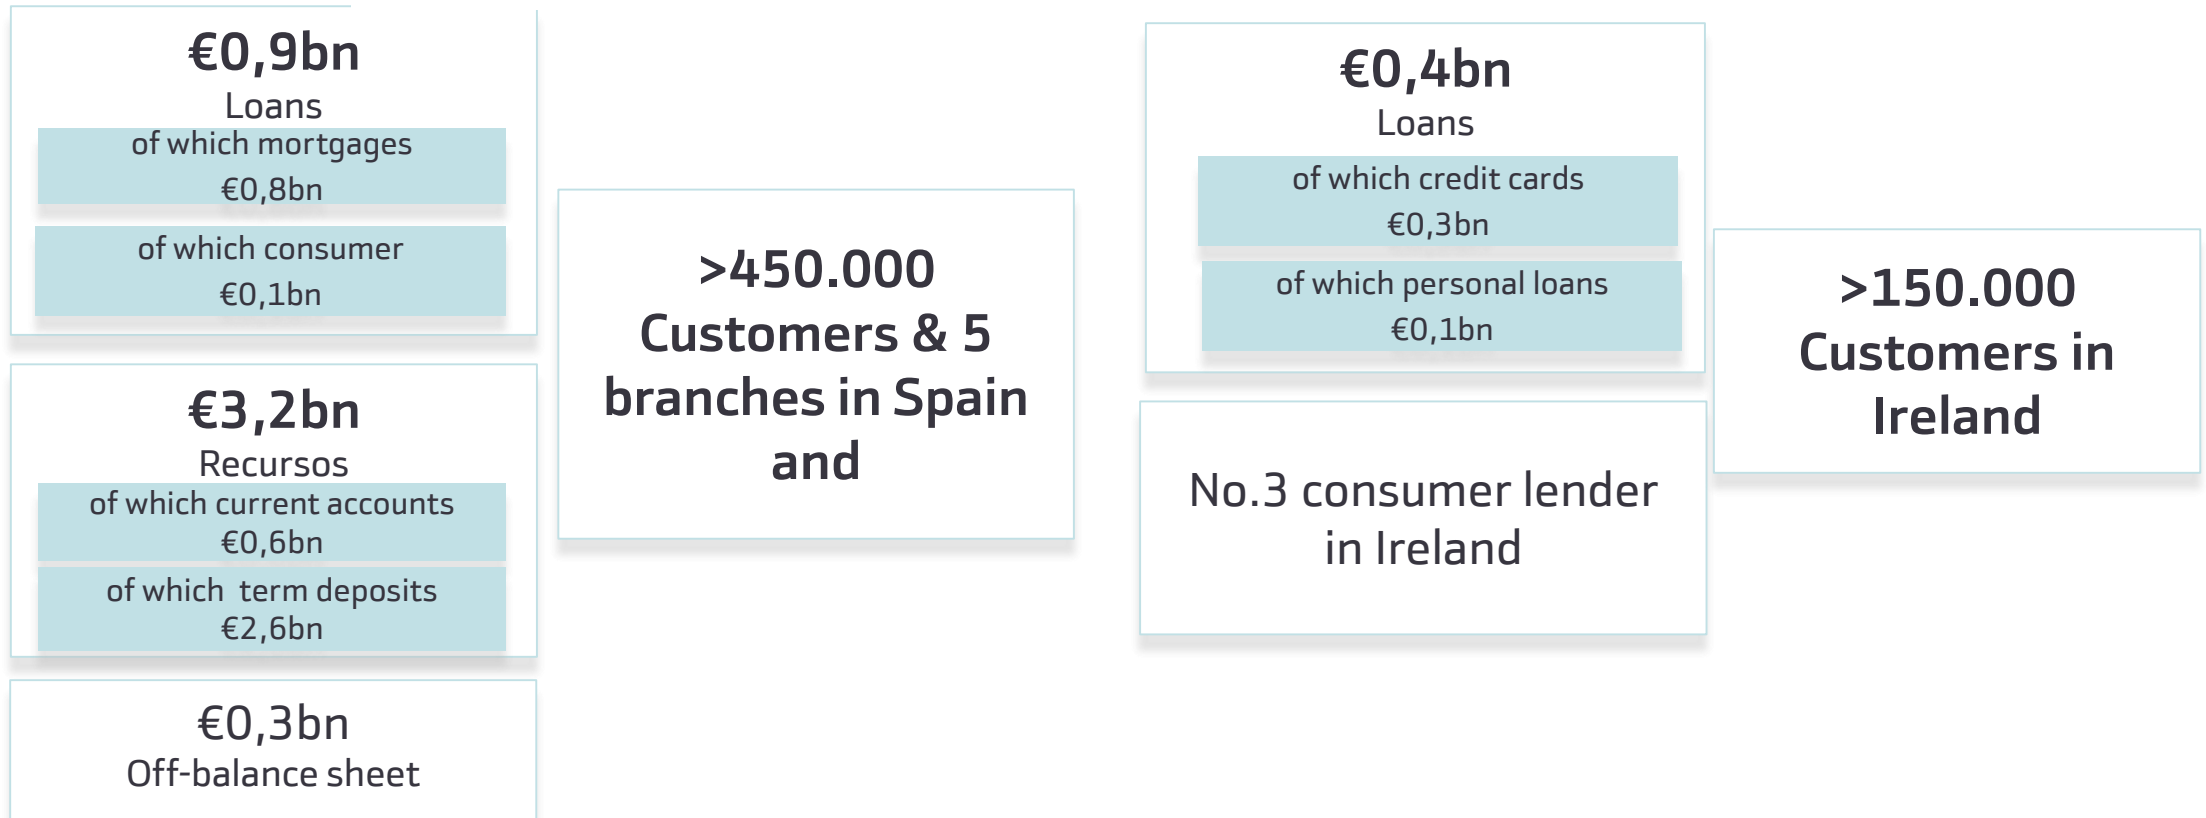 €0,9bn
Loans
of which mortgages
€0,8bn
of which consumer
€0,1bn
€3,2bn
Recursos
of which current accounts
€0,6bn
of which  term deposits
€2,6bn
€0,3bn
Off-balance sheet
>450.000
Customers & 5
branches in Spain
and
€0,4bn
Loans
of which credit cards
€0,3bn
of which personal loans
€0,1bn
No.3 consumer lender
in Ireland
>150.000
Customers in
Ireland